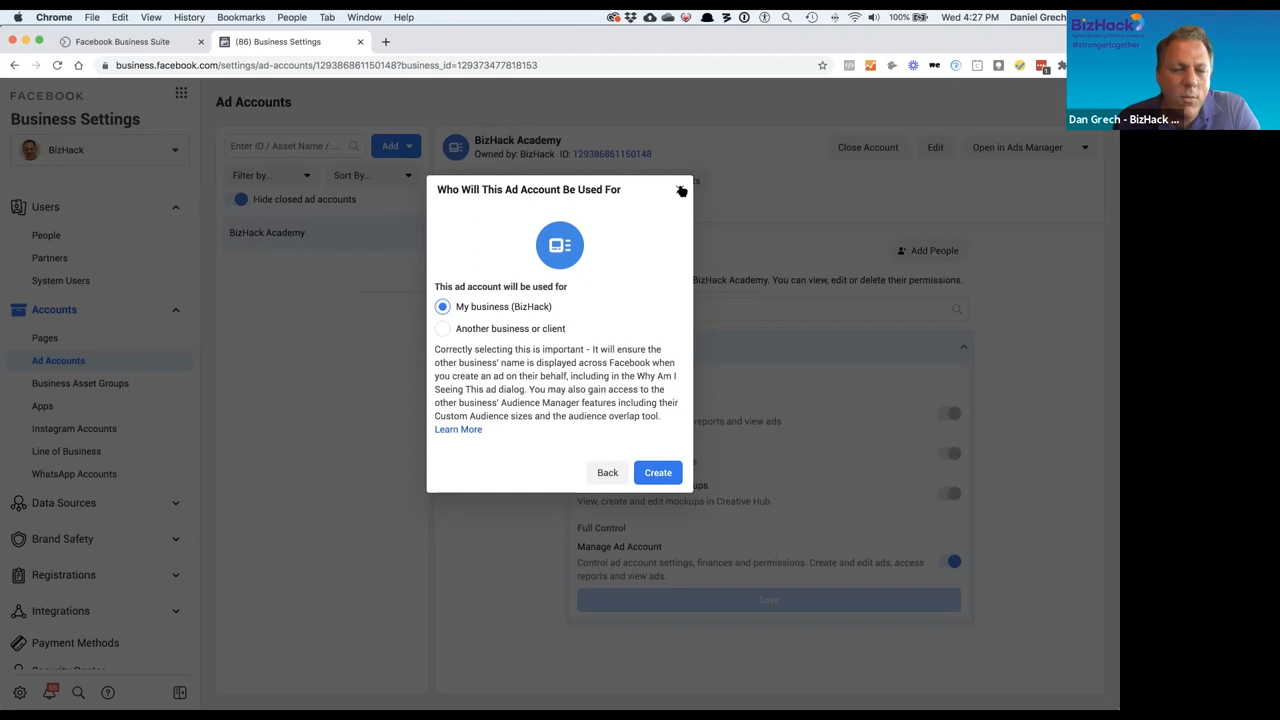 Chrome File Edit View History Bookmarks People Tab Window Help
100% Wed 4:27 PM Daniel Grech
Facebook Business Suite
(86) Business Settings
business.facebook.com/settings/ad-accounts/129386861150148?business_id=129373477818153
BizHack
#strongertogether
Dan Grech - BizHack ...
FACEBOOK
Business Settings
BizHack
Users
People
Partners
System Users
Accounts
Pages
Ad Accounts
Business Asset Groups
Apps
Instagram Accounts
Line of Business
WhatsApp Accounts
Data Sources
Brand Safety
Registrations
Integrations
Payment Methods
Ad Accounts
Enter ID / Asset Name / ...
Add
Filter by...
Sort By...
Hide closed ad accounts
BizHack Academy
BizHack Academy
Owned by: BizHack ID: 129386861150148
Close Account
Edit
Open in Ads Manager
Add People
BizHack Academy. You can view, edit or delete their permissions.
Who Will This Ad Account Be Used For
This ad account will be used for
My business (BizHack)
Another business or client
Correctly selecting this is important - It will ensure the
other business' name is displayed across Facebook when
you create an ad on their behalf, including in the Why Am I
Seeing This ad dialog. You may also gain access to the
other business' Audience Manager features including their
Custom Audience sizes and the audience overlap tool.
Learn More
Back
Create
reports and view ads
View, create and edit mockups in Creative Hub
Full Control
Manage Ad Account
Control ad account settings, finances and permissions. Create and edit ads, access
reports and view ads.
Save